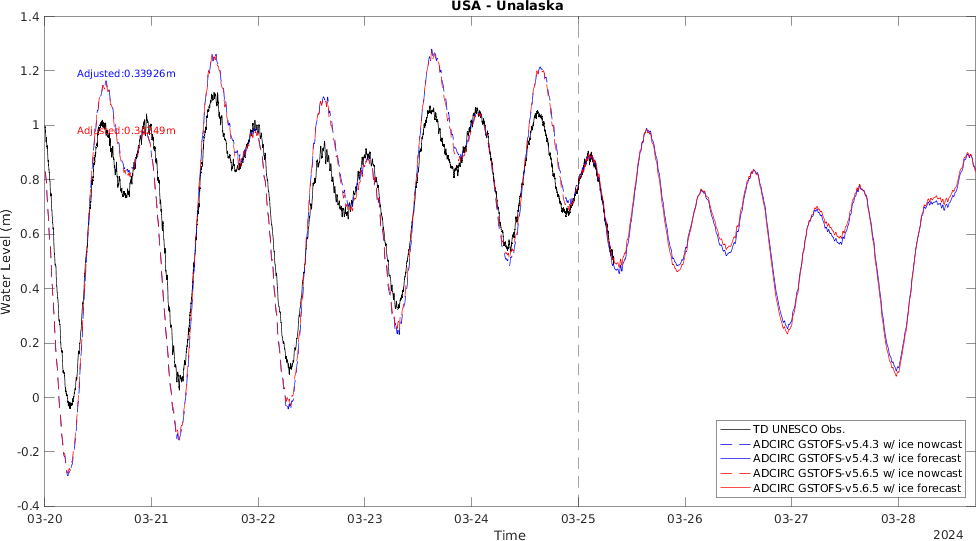 USA - Unalaska
1.4
1.2
1
0.8
0.6
0.4
0.2
0
-0.2
-0.4
Water Level (m)
Adjusted:0.33926m
TD UNESCO Obs.
ADCIRC GSTOFS-v5.4.3 w/ ice nowcast
ADCIRC GSTOFS-v5.4.3 w/ ice forecast
ADCIRC GSTOFS-v5.6.5 w/ ice nowcast
ADCIRC GSTOFS-v5.6.5 w/ ice forecast
03-20 03-21 03-22 03-23 03-24 03-25 03-26 03-27 03-28
Time
2024